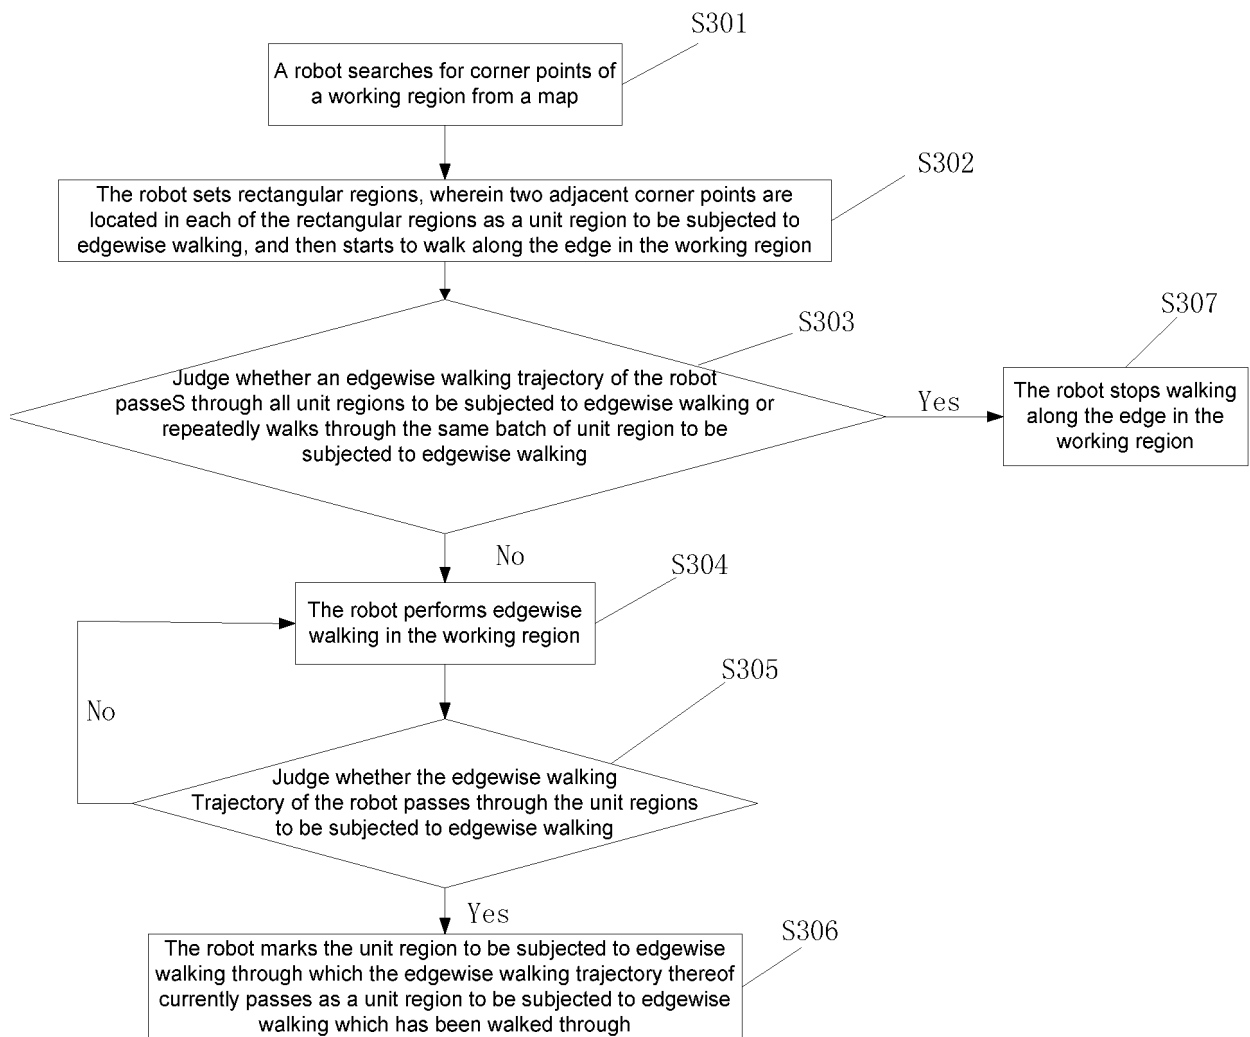 S301
A robot searches for corner points of
a working region from a map
S302
The robot sets rectangular regions, wherein two adjacent corner points are
located in each of the rectangular regions as a unit region to be subjected to
edgewise walking, and then starts to walk along the edge in the working region
S303
Judge whether an edgewise walking trajectory of the robot
passeS through all unit regions to be subjected to edgewise walking or
repeatedly walks through the same batch of unit region to be
subjected to edgewise walking
Yes
S307
The robot stops walking
along the edge in the
working region
No
S304
The robot performs edgewise
walking in the working region
S305
No
Judge whether the edgewise walking
Trajectory of the robot passes through the unit regions
to be subjected to edgewise walking
Yes
S306
The robot marks the unit region to be subjected to edgewise
walking through which the edgewise walking trajectory thereof
currently passes as a unit region to be subjected to edgewise
walking which has been walked through